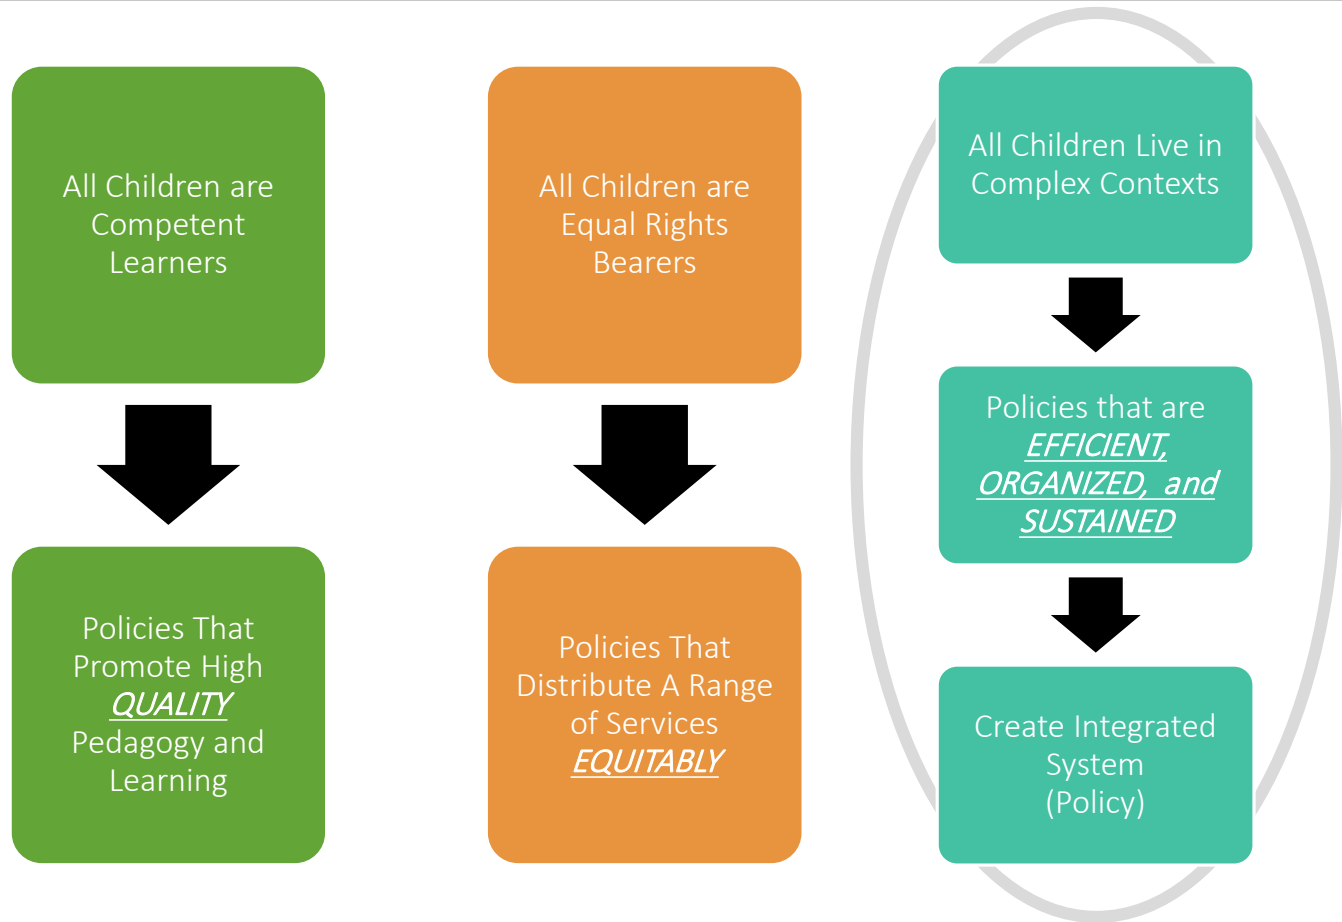 All Children are
Competent
Learners
Policies That
Promote High
QUALITY
Pedagogy and
Learning
All Children are
Equal Rights
Bearers
Policies That
Distribute A Range
of Services
EQUITABLY
All Children Live in
Complex Contexts
Policies that are
EFFICIENT,
ORGANIZED, and
SUSTAINED
Create Integrated
System
(Policy)